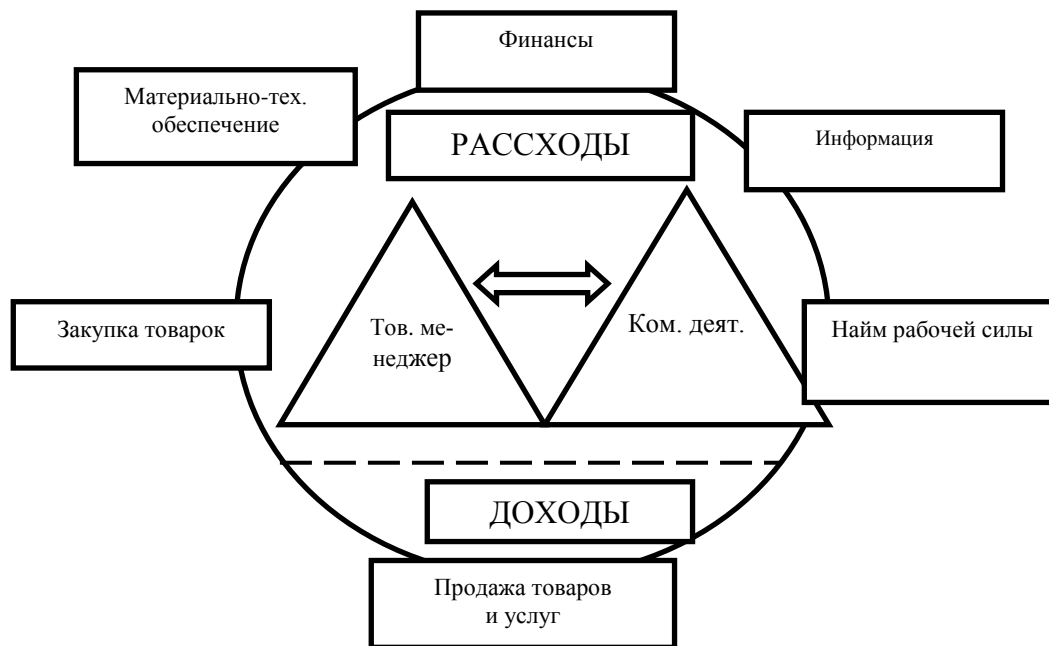 Финансы
Материально-тех.
обеспечение
РАССХОДЫ
Информация
Закупка товарок
Тов. ме-
неджер
Ком. деят.
Найм рабочей силы
ДОХОДЫ
Продажа товаров
и услуг